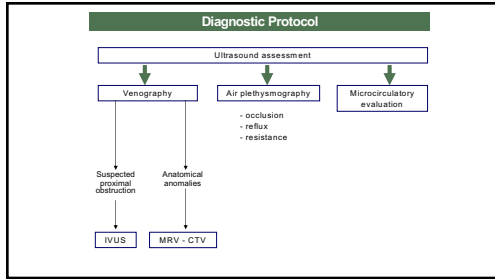 Diagnostic Protocol
Ultrasound assessment
Venography
Air plethysmography
Microcirculatory
evaluation
- occlusion
- reflux
- resistance
Suspected
proximal
obstruction
Anatomical
anomalies
IVUS
MRV - CTV